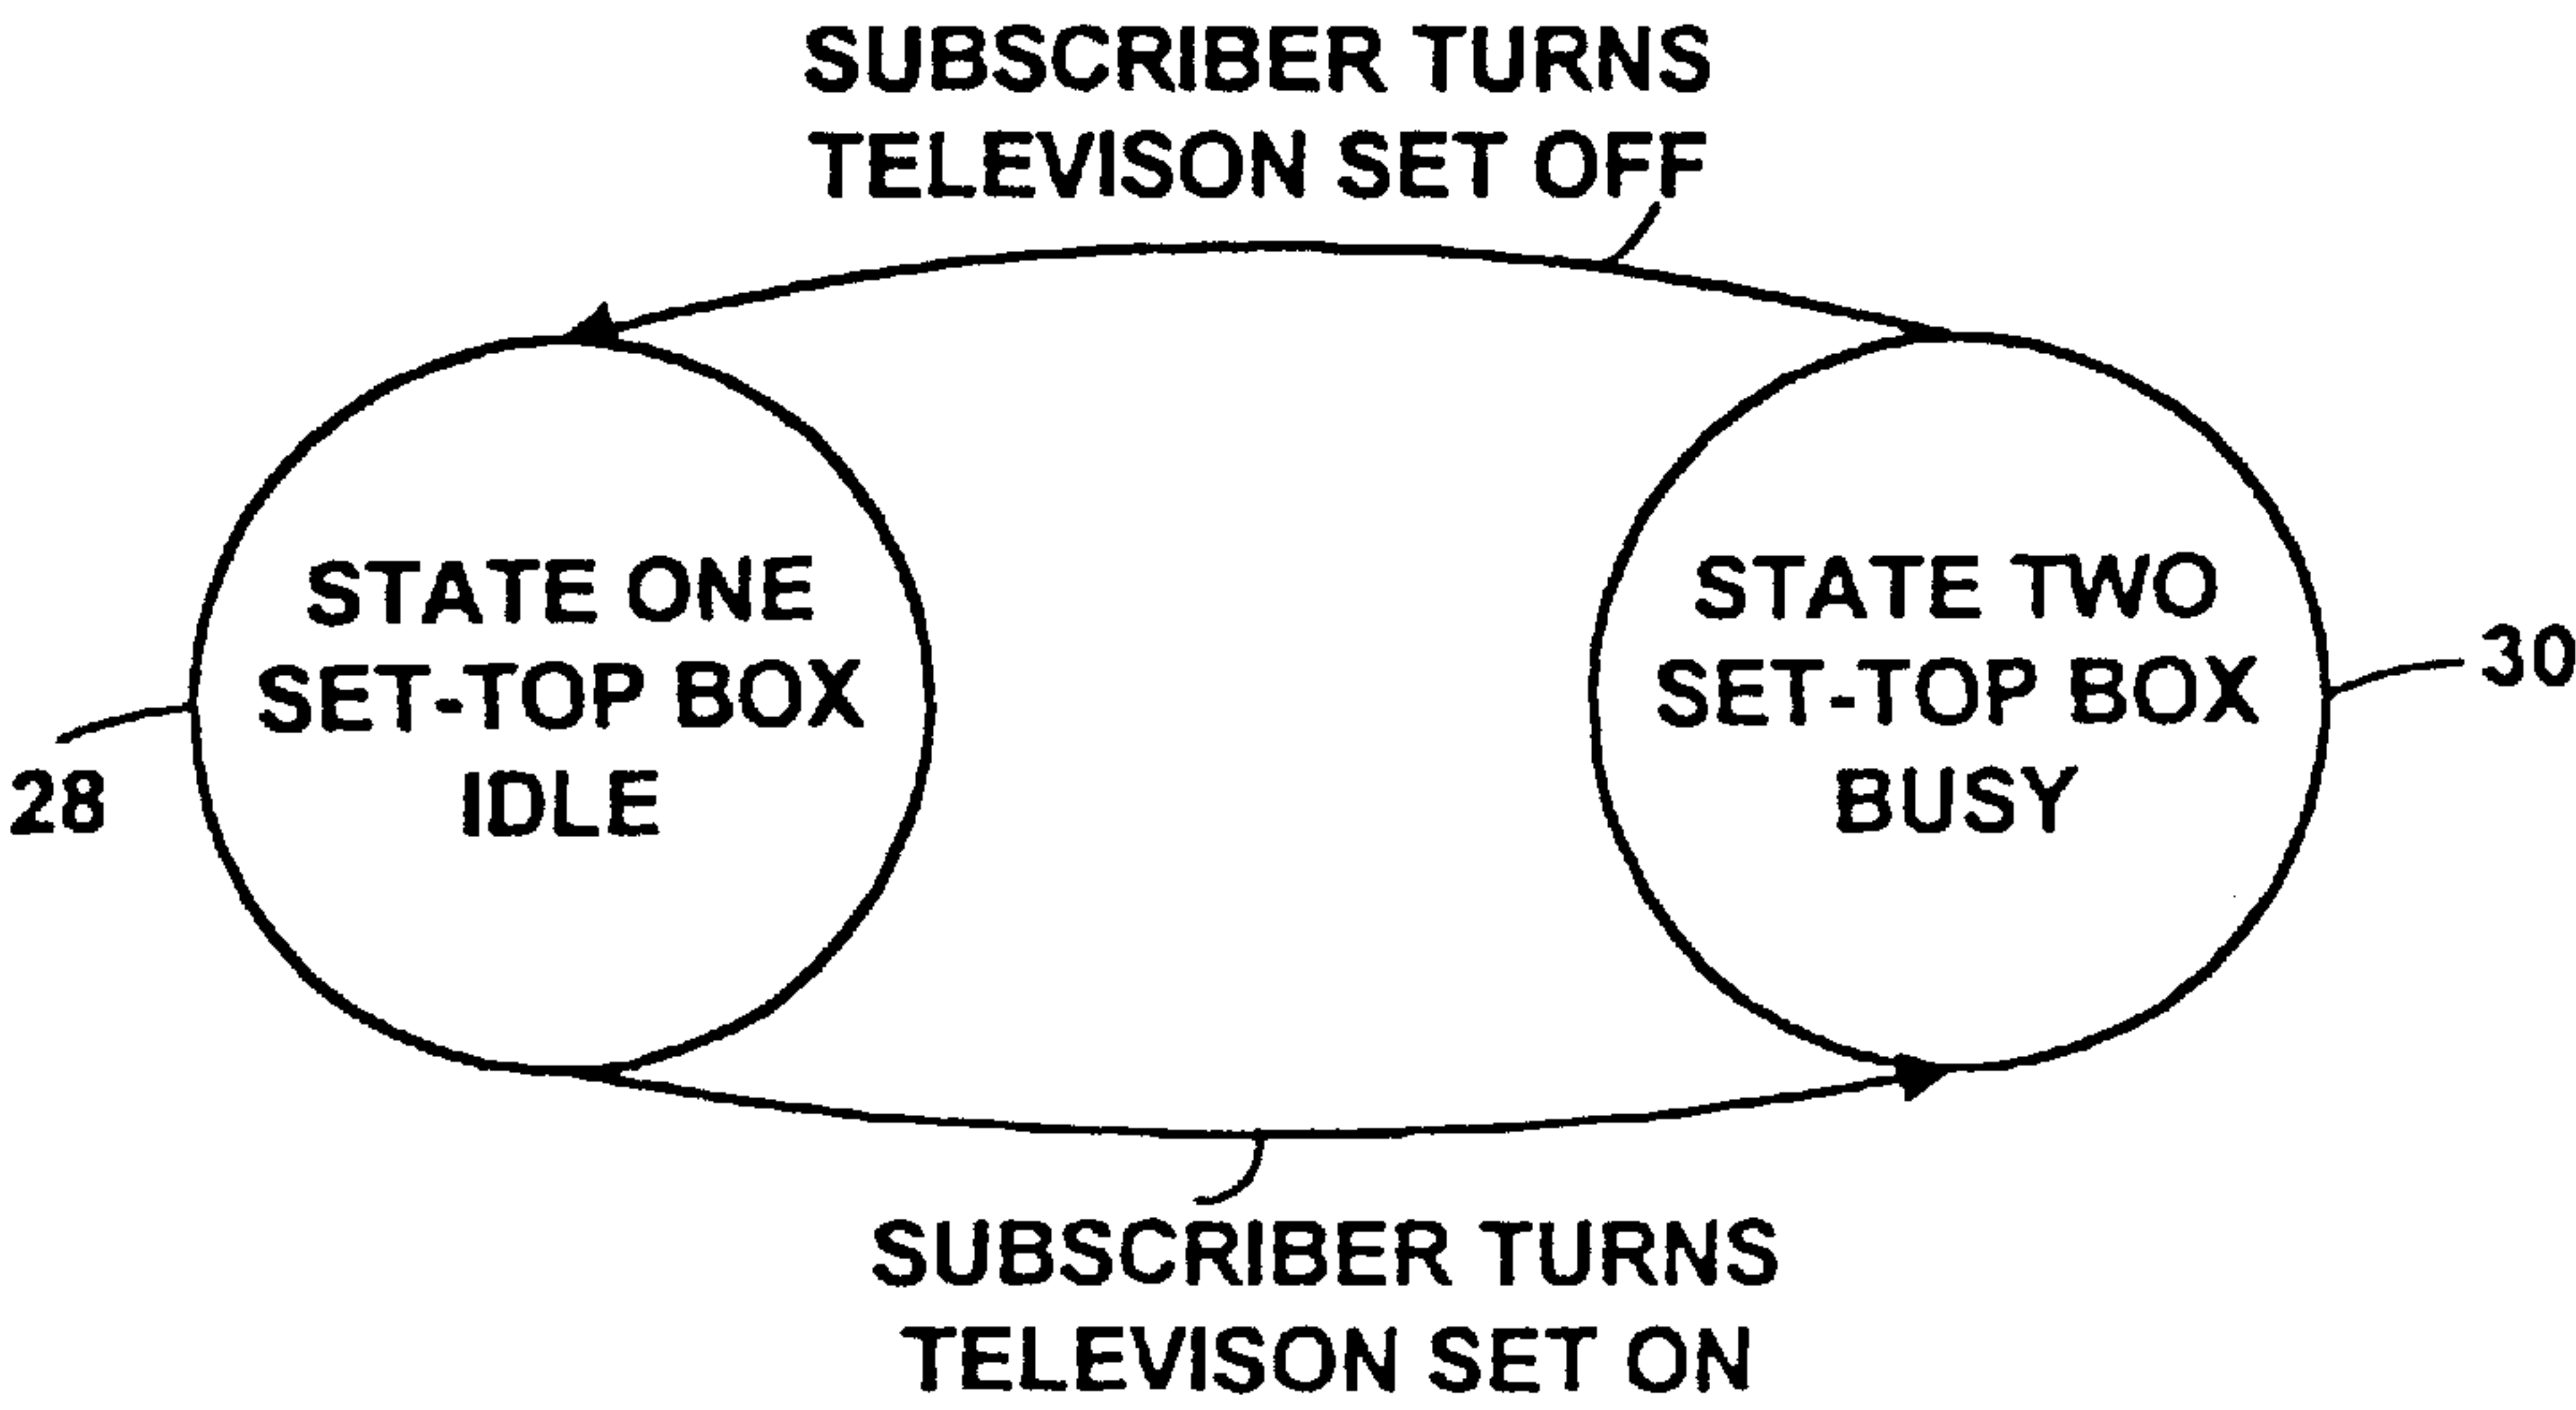 SUBSCRIBER TURNS
TELEVISON SET OFF
STATE ONE
SET-TOP BOX
IDLE
28
STATE TWO
SET-TOP BOX
BUSY
30
SUBSCRIBER TURNS
TELEVISON SET ON